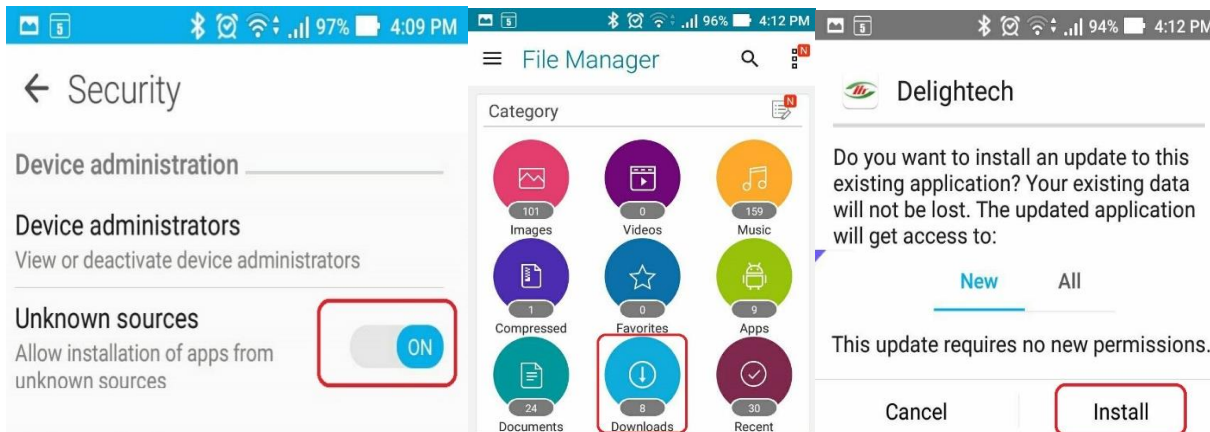 5 97% 4:09 PM
Security
Device administration
Device administrators
View or deactivate device administrators
Unknown sources
Allow installation of apps from
unknown sources
ON
5 96% 4:12 PM
File Manager
N
Category
N
101
0
159
Images
Videos
Music
1
0
9
Compressed
Favorites
Apps
24
8
30
Documents
Downloads
Recent
5 94% 4:12 PM
Delightech
Do you want to install an update to this
existing application? Your existing data
will not be lost. The updated application
will get access to:
New All
This update requires no new permissions.
Cancel Install